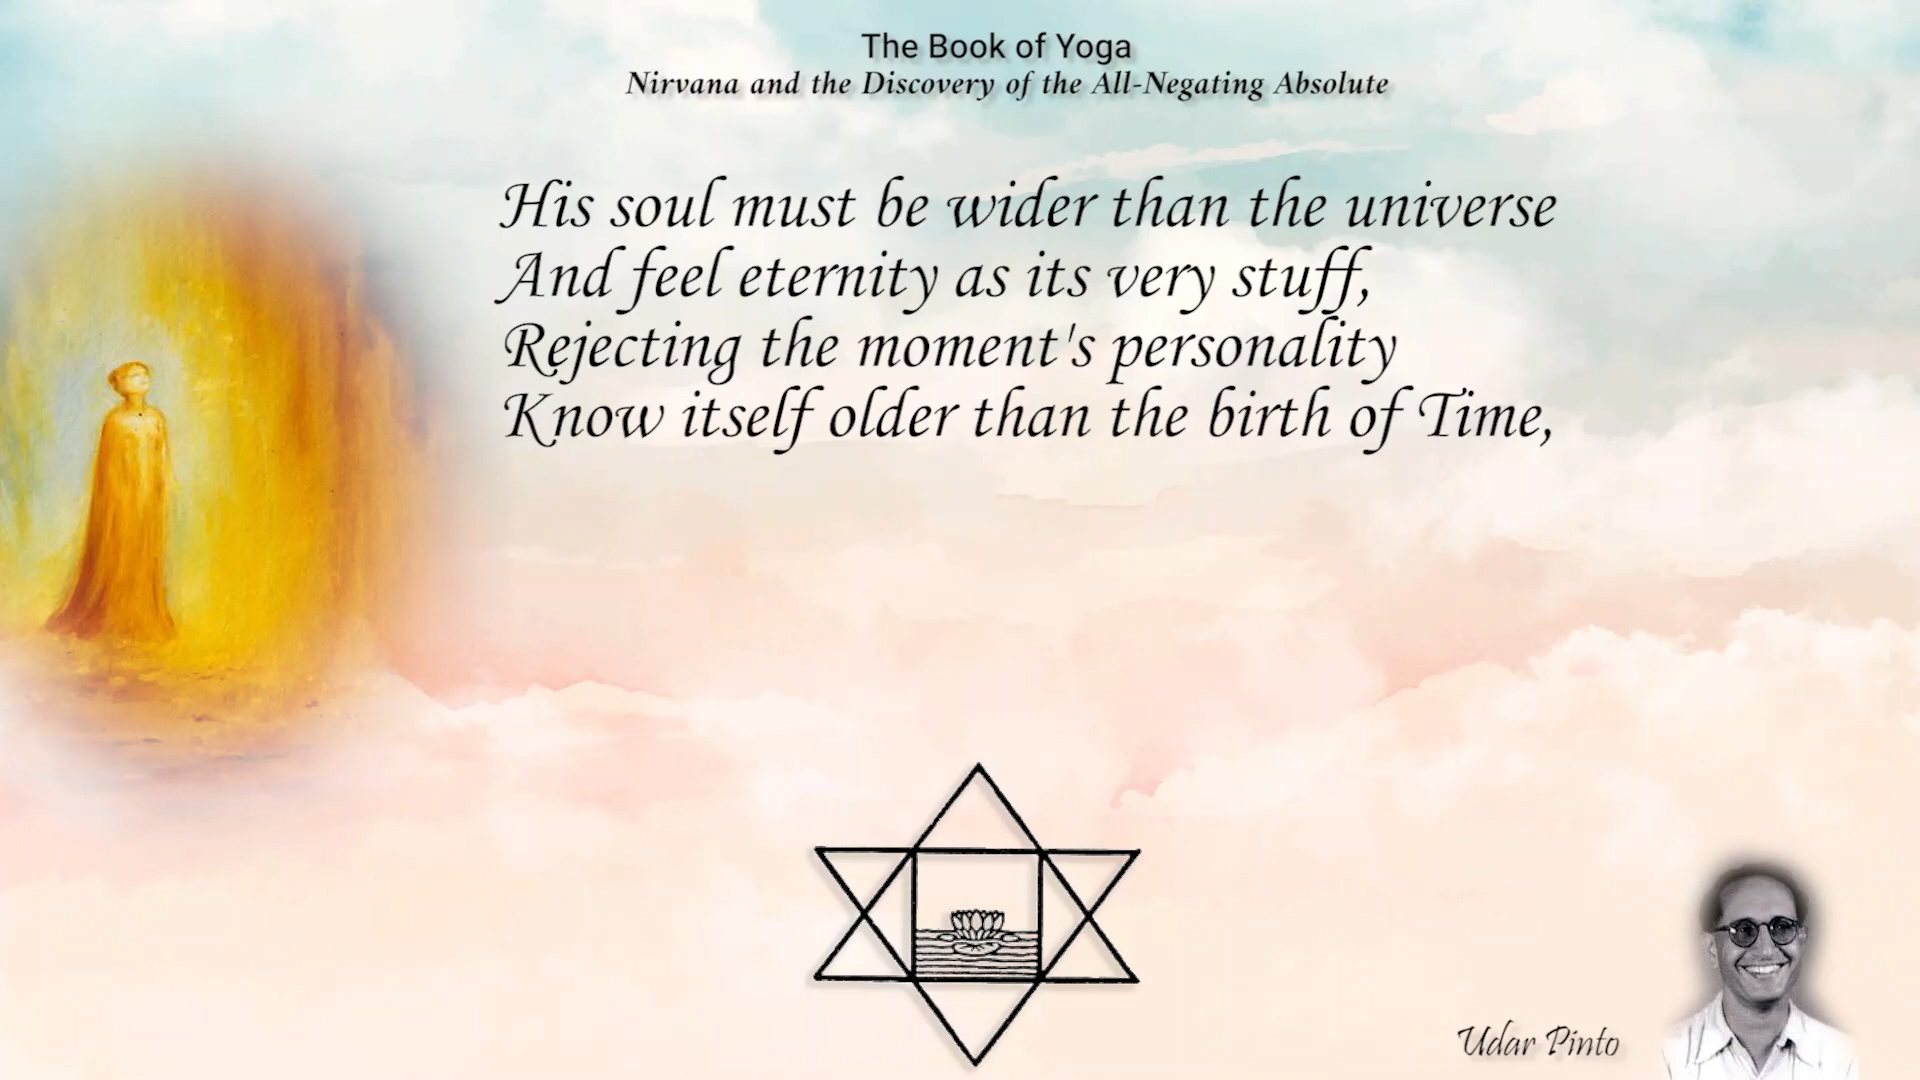 The Book of Yoga
Nirvana and the Discovery of the All-Negating Absolute
His soul must be wider than the universe
And feel eternity as its very stuff,
Rejecting the moment's personality
Know itself older than the birth of Time,
Udar Pinto